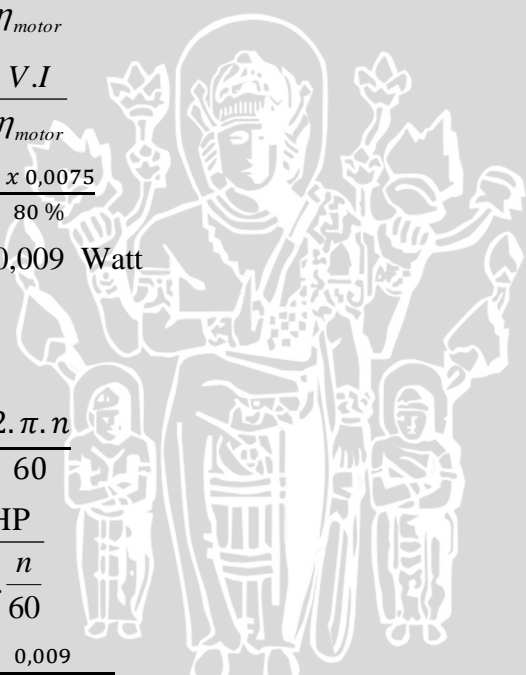 η_motor
V.I
η_motor
x 0,0075
80 %
0,009 Watt
2. π. n
60
HP
n
60
0,009